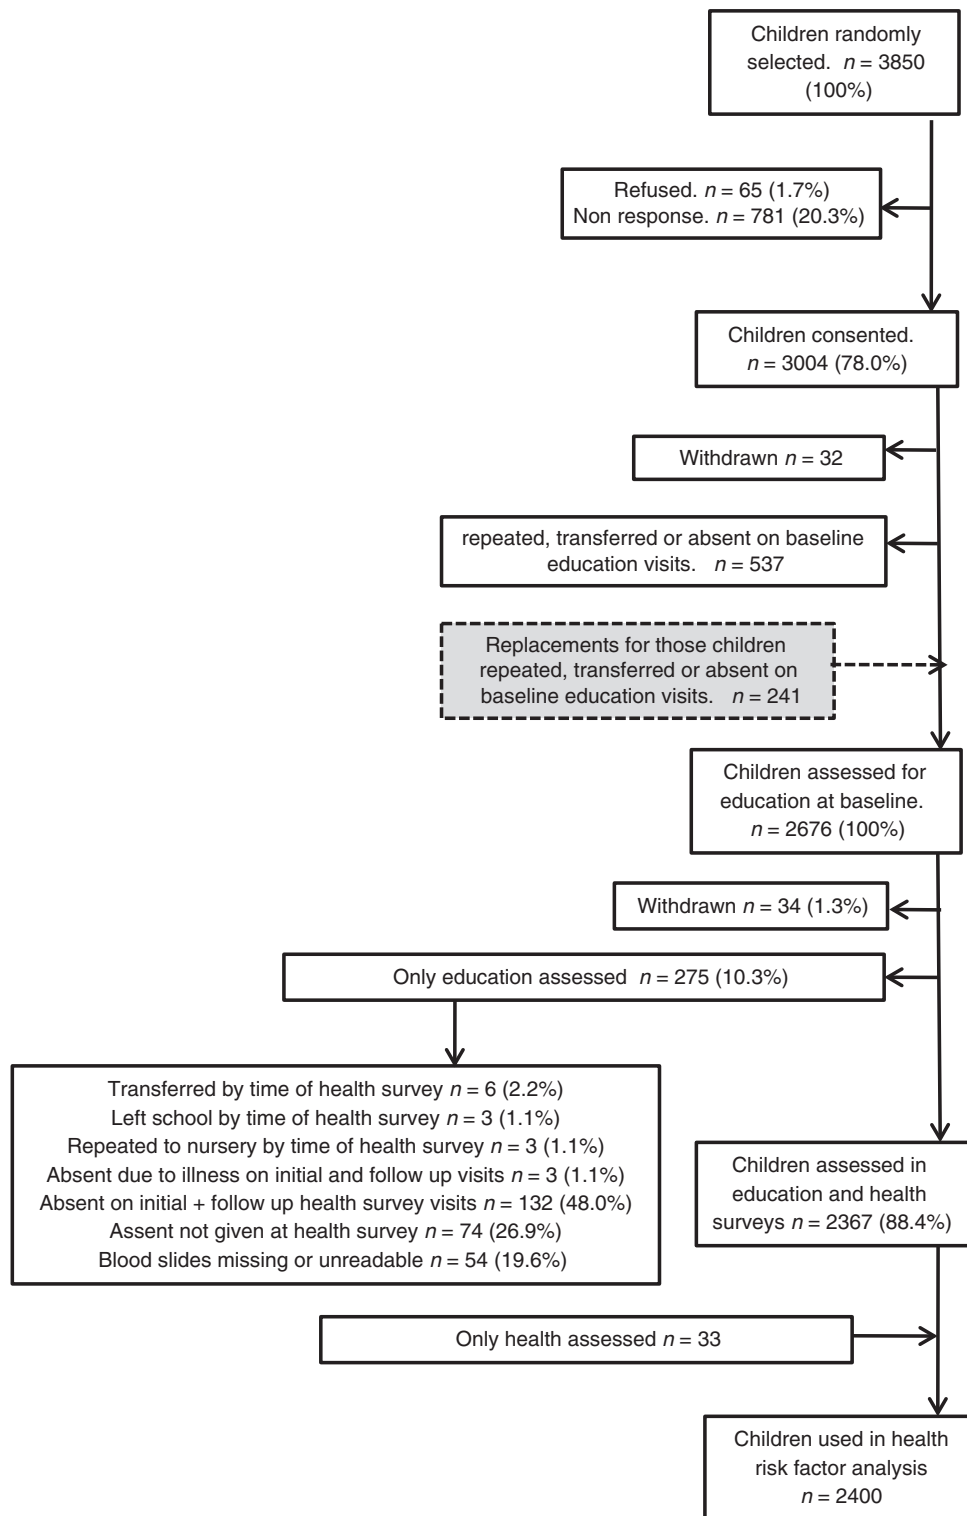 Children randomly
selected. n = 3850
(100%)
Refused. n = 65 (1.7%)
Non response. n = 781 (20.3%)
Children consented.
n = 3004 (78.0%)
Withdrawn n = 32
repeated, transferred or absent on baseline
education visits. n = 537
Replacements for those children
repeated, transferred or absent on
baseline education visits. n = 241
Children assessed for
education at baseline.
n = 2676 (100%)
Withdrawn n = 34 (1.3%)
Only education assessed n = 275 (10.3%)
Transferred by time of health survey n = 6 (2.2%)
Left school by time of health survey n = 3 (1.1%)
Repeated to nursery by time of health survey n = 3 (1.1%)
Absent due to illness on initial and follow up visits n = 3 (1.1%)
Absent on initial + follow up health survey visits n = 132 (48.0%)
Assent not given at health survey n = 74 (26.9%)
Blood slides missing or unreadable n = 54 (19.6%)
Children assessed in
education and health
surveys n = 2367 (88.4%)
Only health assessed n = 33
Children used in health
risk factor analysis
n = 2400